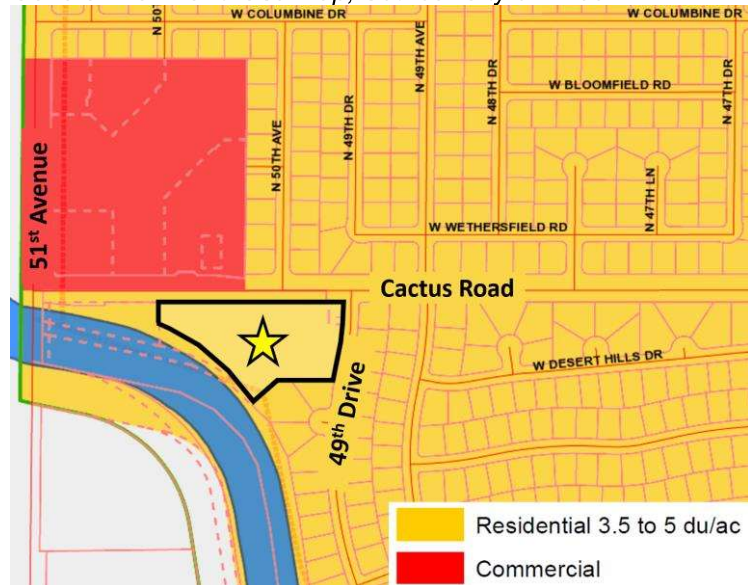 W COLUMBINE DR
W COLUMBINE DR
N 50T
N 49TH AVE
N 48TH DR
W BLOOMFIELD RD
N 47TH DR
N 49TH DR
51st Avenue
N 50TH AVE
N 47TH LN
W WETHERSFIELD RD
Cactus Road
W DESERT HILLS DR
49th Drive
Residential 3.5 to 5 du/ac
Commercial